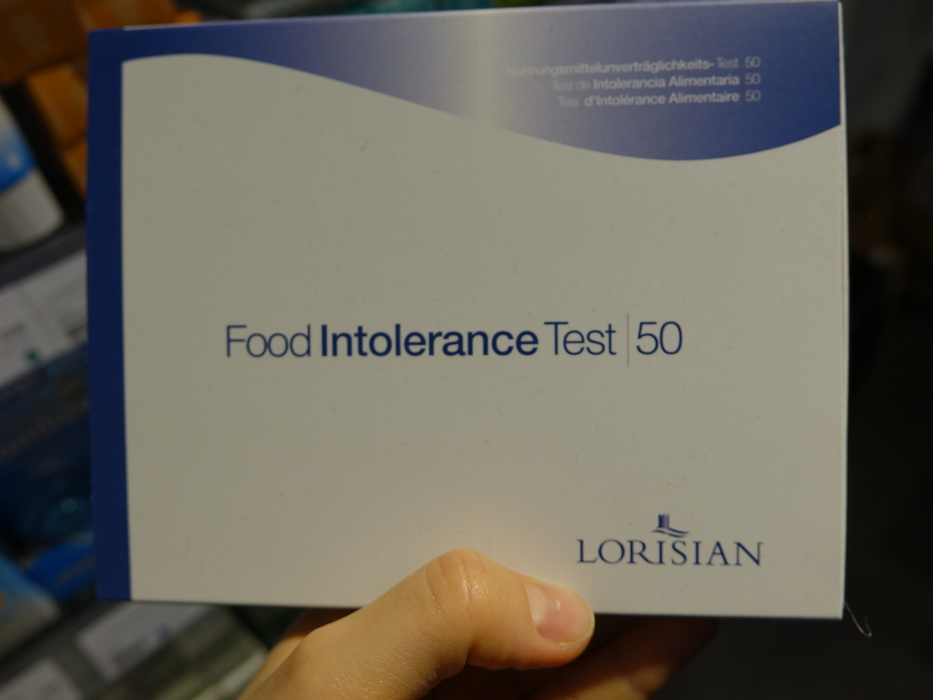 Nahrungsmittelunverträglichkeits-Test 50
Test de Intolerancia Alimentaria 50
Test d'Intolérance Alimentaire 50
Food Intolerance Test | 50
LORISIAN